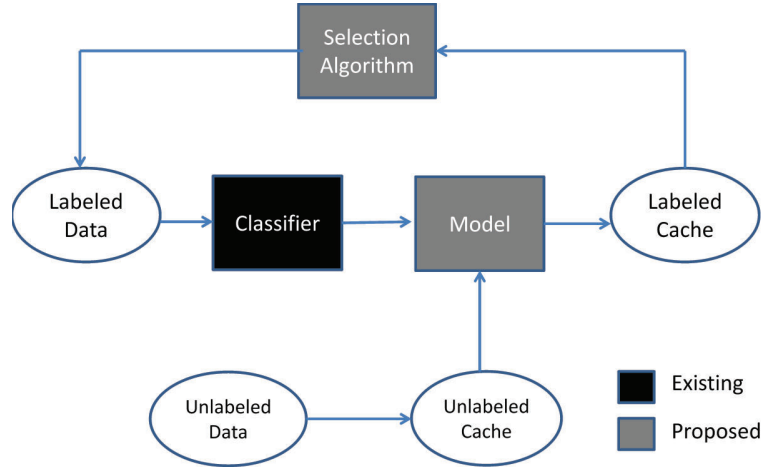 Selection
Algorithm
Labeled
Data
Classifier
Model
Labeled
Cache
Unlabeled
Data
Unlabeled
Cache
Existing
Proposed